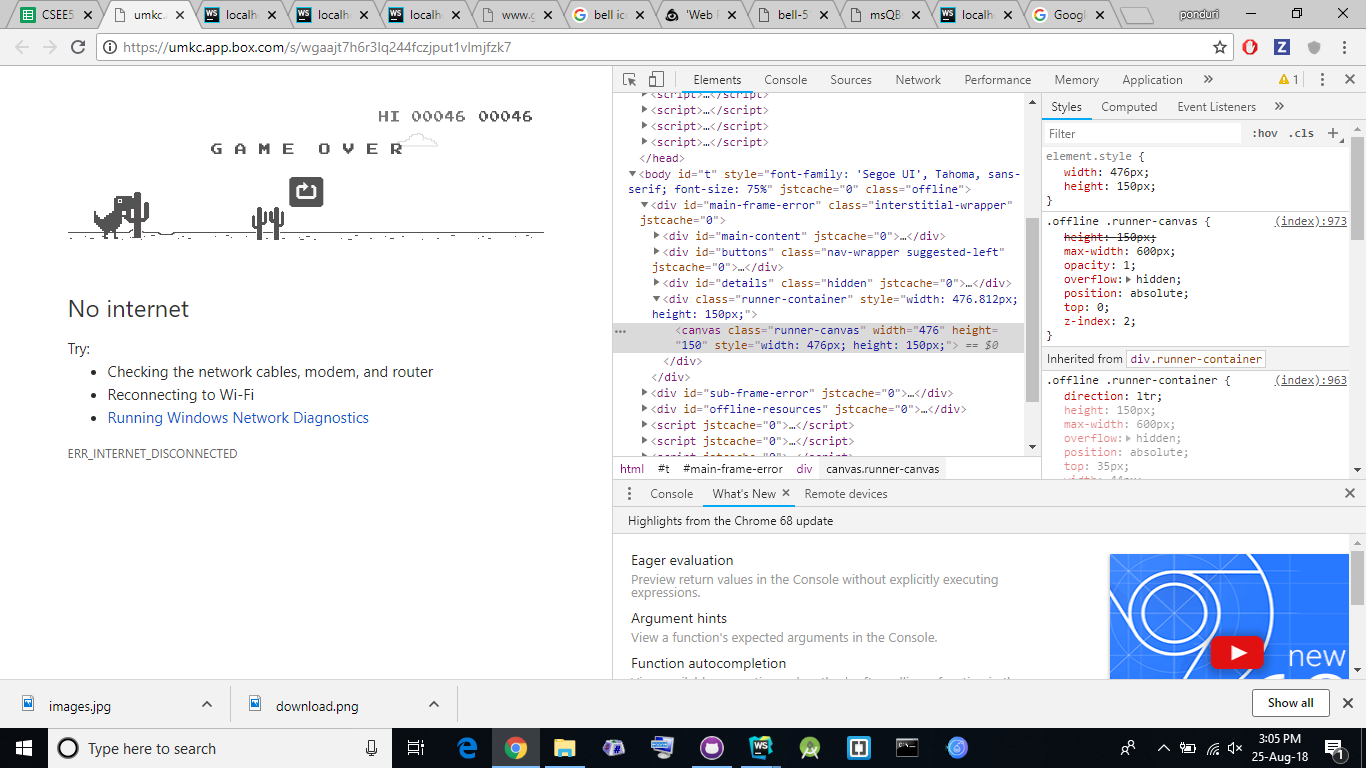 CSEE5
umkc.
localho
localho
localho
www.g
bell ico
'Web F
bell-5
msQB
localho
Googl
ponduri
https://umkc.app.box.com/s/wgaajt7h6r3lq244fczjput1vlmjfzk7
HI 00046 00046
GAME OVER
No internet
Try:
Checking the network cables, modem, and router
Reconnecting to Wi-Fi
Running Windows Network Diagnostics
ERR_INTERNET_DISCONNECTED
Elements Console Sources Network Performance Memory Application » 1
<script>…</script>
<script>…</script>
<script>…</script>
<script>…</script>
</head>
<body id="t" style="font-family: 'Segoe UI', Tahoma, sans-
serif; font-size: 75%" jstcache="0" class="offline">
<div id="main-frame-error" class="interstitial-wrapper"
jstcache="0">
<div id="main-content" jstcache="0">…</div>
<div id="buttons" class="nav-wrapper suggested-left"
jstcache="0">…</div>
<div id="details" class="hidden" jstcache="0">…</div>
<div class="runner-container" style="width: 476.812px;
height: 150px;">
… <canvas class="runner-canvas" width="476" height=
"150" style="width: 476px; height: 150px;"> == $0
</div>
</div>
<div id="sub-frame-error" jstcache="0">…</div>
<div id="offline-resources" jstcache="0">…</div>
<script jstcache="0">…</script>
<script jstcache="0">…</script>
<script jstcache="0">…</script>
html #t #main-frame-error div canvas.runner-canvas
Styles Computed Event Listeners »
Filter :hov .cls +
element.style {
width: 476px;
height: 150px;
}
.offline .runner-canvas { (index):973
height: 150px;
max-width: 600px;
opacity: 1;
overflow: hidden;
position: absolute;
top: 0;
z-index: 2;
}
Inherited from div.runner-container
.offline .runner-container { (index):963
direction: ltr;
height: 150px;
max-width: 600px;
overflow: hidden;
position: absolute;
top: 35px;
width: 44px;
Console What's New Remote devices
Highlights from the Chrome 68 update
Eager evaluation
Preview return values in the Console without explicitly executing
expressions.
Argument hints
View a function's expected arguments in the Console.
Function autocompletion
new
images.jpg
download.png
Show all
Type here to search
3:05 PM
25-Aug-18
1